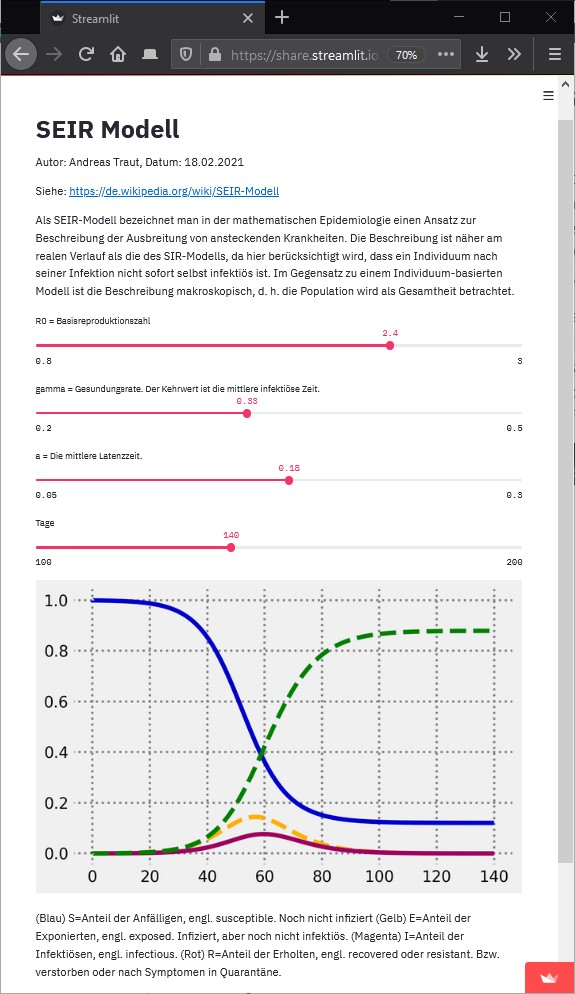 Streamlit
https://share.streamlit.io
70%
SEIR Modell
Autor: Andreas Traut, Datum: 18.02.2021
Siehe: https://de.wikipedia.org/wiki/SEIR-Modell
Als SEIR-Modell bezeichnet man in der mathematischen Epidemiologie einen Ansatz zur
Beschreibung der Ausbreitung von ansteckenden Krankheiten. Die Beschreibung ist näher am
realen Verlauf als die des SIR-Modells, da hier berücksichtigt wird, dass ein Individuum nach
seiner Infektion nicht sofort selbst infektiös ist. Im Gegensatz zu einem Individuum-basierten
Modell ist die Beschreibung makroskopisch, d. h. die Population wird als Gesamtheit betrachtet.
R0 = Basisreproduktionszahl
2.4
0.8 3
gamma = Gesundungsrate. Der Kehrwert ist die mittlere infektiöse Zeit.
0.33
0.2 0.5
a = Die mittlere Latenzzeit.
0.18
0.05 0.3
Tage
140
100 200
1.0
0.8
0.6
0.4
0.2
0.0
0 20 40 60 80 100 120 140
(Blau) S=Anteil der Anfälligen, engl. susceptible. Noch nicht infiziert (Gelb) E=Anteil der
Exponierten, engl. exposed. Infiziert, aber noch nicht infektiös. (Magenta) I=Anteil der
Infektiösen, engl. infectious. (Rot) R=Anteil der Erholten, engl. recovered oder resistant. Bzw.
verstorben oder nach Symptomen in Quarantäne.